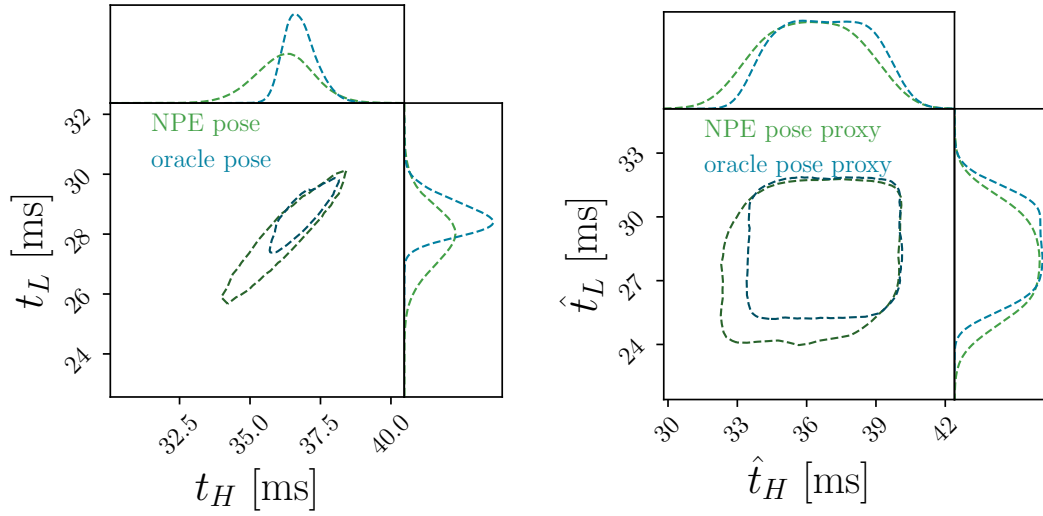 NPE pose
oracle pose
32
30
28
26
24
t_L [ms]
32.5
35.0
37.5
40.0
t_H [ms]
NPE pose proxy
oracle pose proxy
33
30
27
24
\hat{t}_L [ms]
30
33
36
39
42
\hat{t}_H [ms]